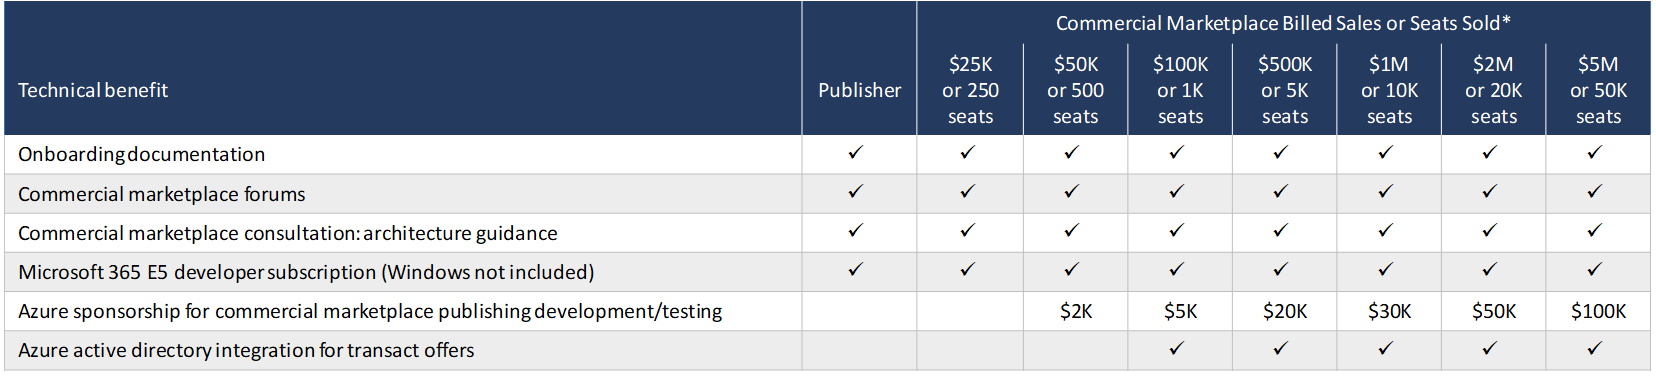 Commercial Marketplace Billed Sales or Seats Sold*
Technical benefit Publisher $25K or 250 seats $50K or 500 seats $100K or 1K seats $500K or 5K seats $1M or 10K seats $2M or 20K seats $5M or 50K seats
Onboarding documentation ✓ ✓ ✓ ✓ ✓ ✓ ✓ ✓
Commercial marketplace forums ✓ ✓ ✓ ✓ ✓ ✓ ✓ ✓
Commercial marketplace consultation: architecture guidance ✓ ✓ ✓ ✓ ✓ ✓ ✓ ✓
Microsoft 365 E5 developer subscription (Windows not included) ✓ ✓ ✓ ✓ ✓ ✓ ✓ ✓
Azure sponsorship for commercial marketplace publishing development/testing $2K $5K $20K $30K $50K $100K
Azure active directory integration for transact offers ✓ ✓ ✓ ✓ ✓